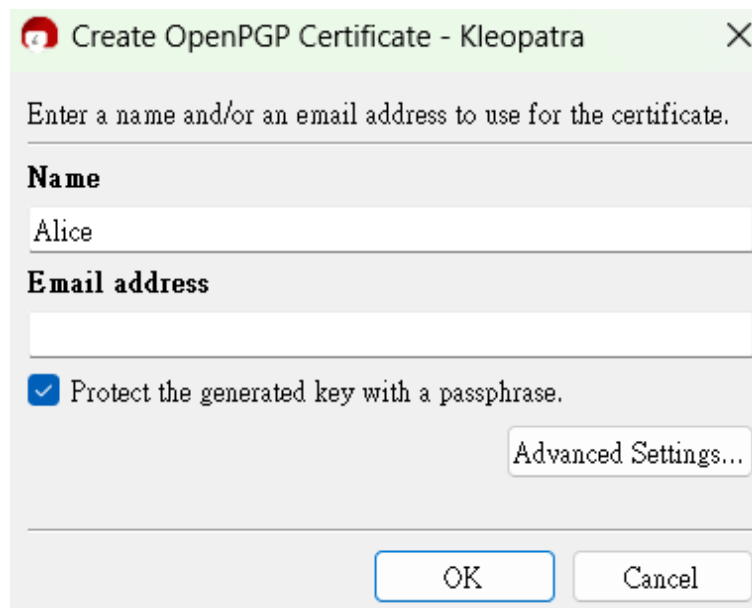 Create OpenPGP Certificate - Kleopatra
Enter a name and/or an email address to use for the certificate.
Name
Alice
Email address
Protect the generated key with a passphrase.
Advanced Settings...
OK
Cancel